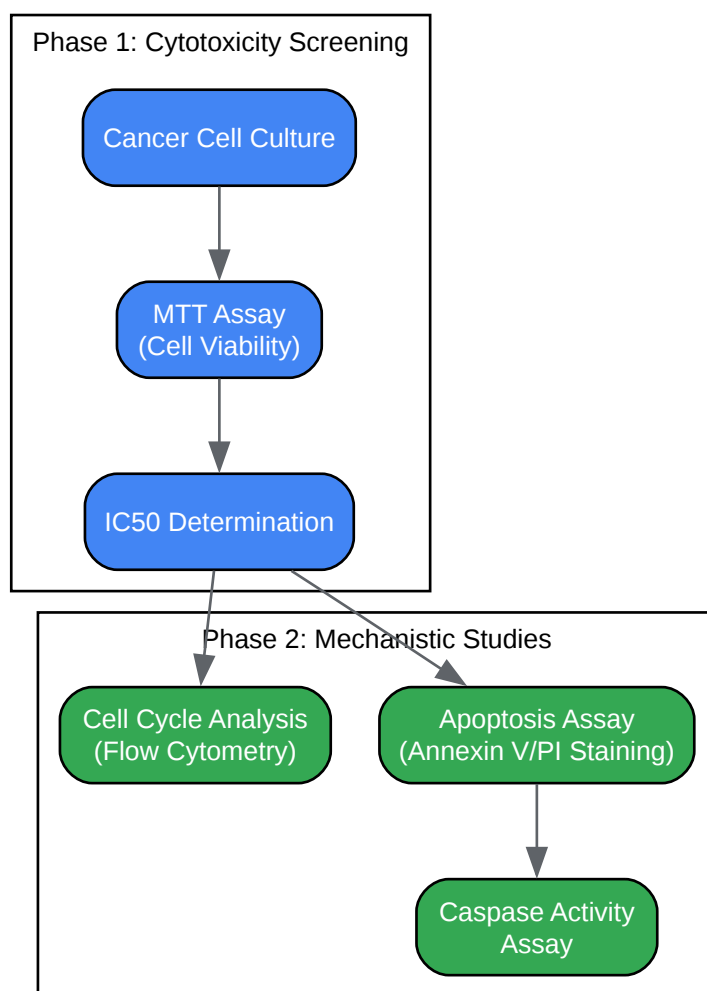 Phase 1: Cytotoxicity Screening
Cancer Cell Culture
MTT Assay
(Cell Viability)
IC50 Determination
Phase 2: Mechanistic Studies
Cell Cycle Analysis
(Flow Cytometry)
Apoptosis Assay
(Annexin V/PI Staining)
Caspase Activity
Assay